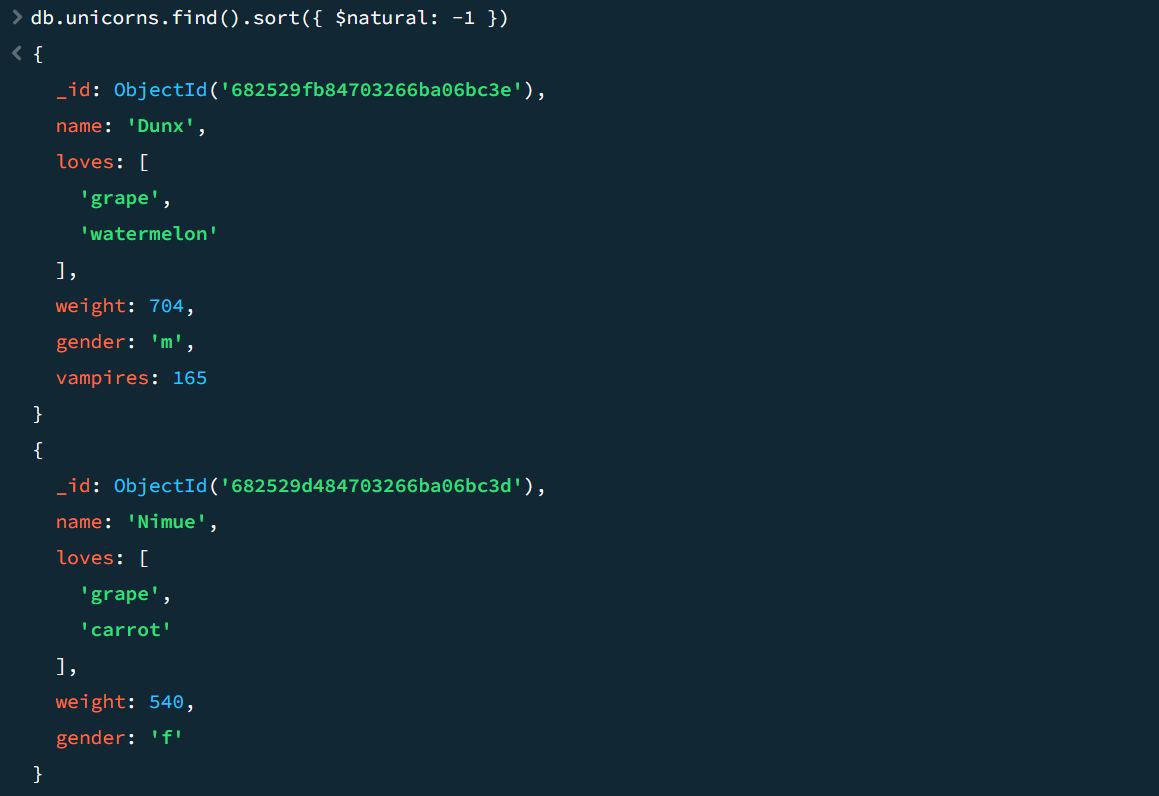 > db.unicorns.find().sort({ $natural: -1 })
< {
_id: ObjectId('682529fb84703266ba06bc3e'),
name: 'Dunx',
loves: [
'grape',
'watermelon'
],
weight: 704,
gender: 'm',
vampires: 165
}
{
_id: ObjectId('682529d484703266ba06bc3d'),
name: 'Nimue',
loves: [
'grape',
'carrot'
],
weight: 540,
gender: 'f'
}